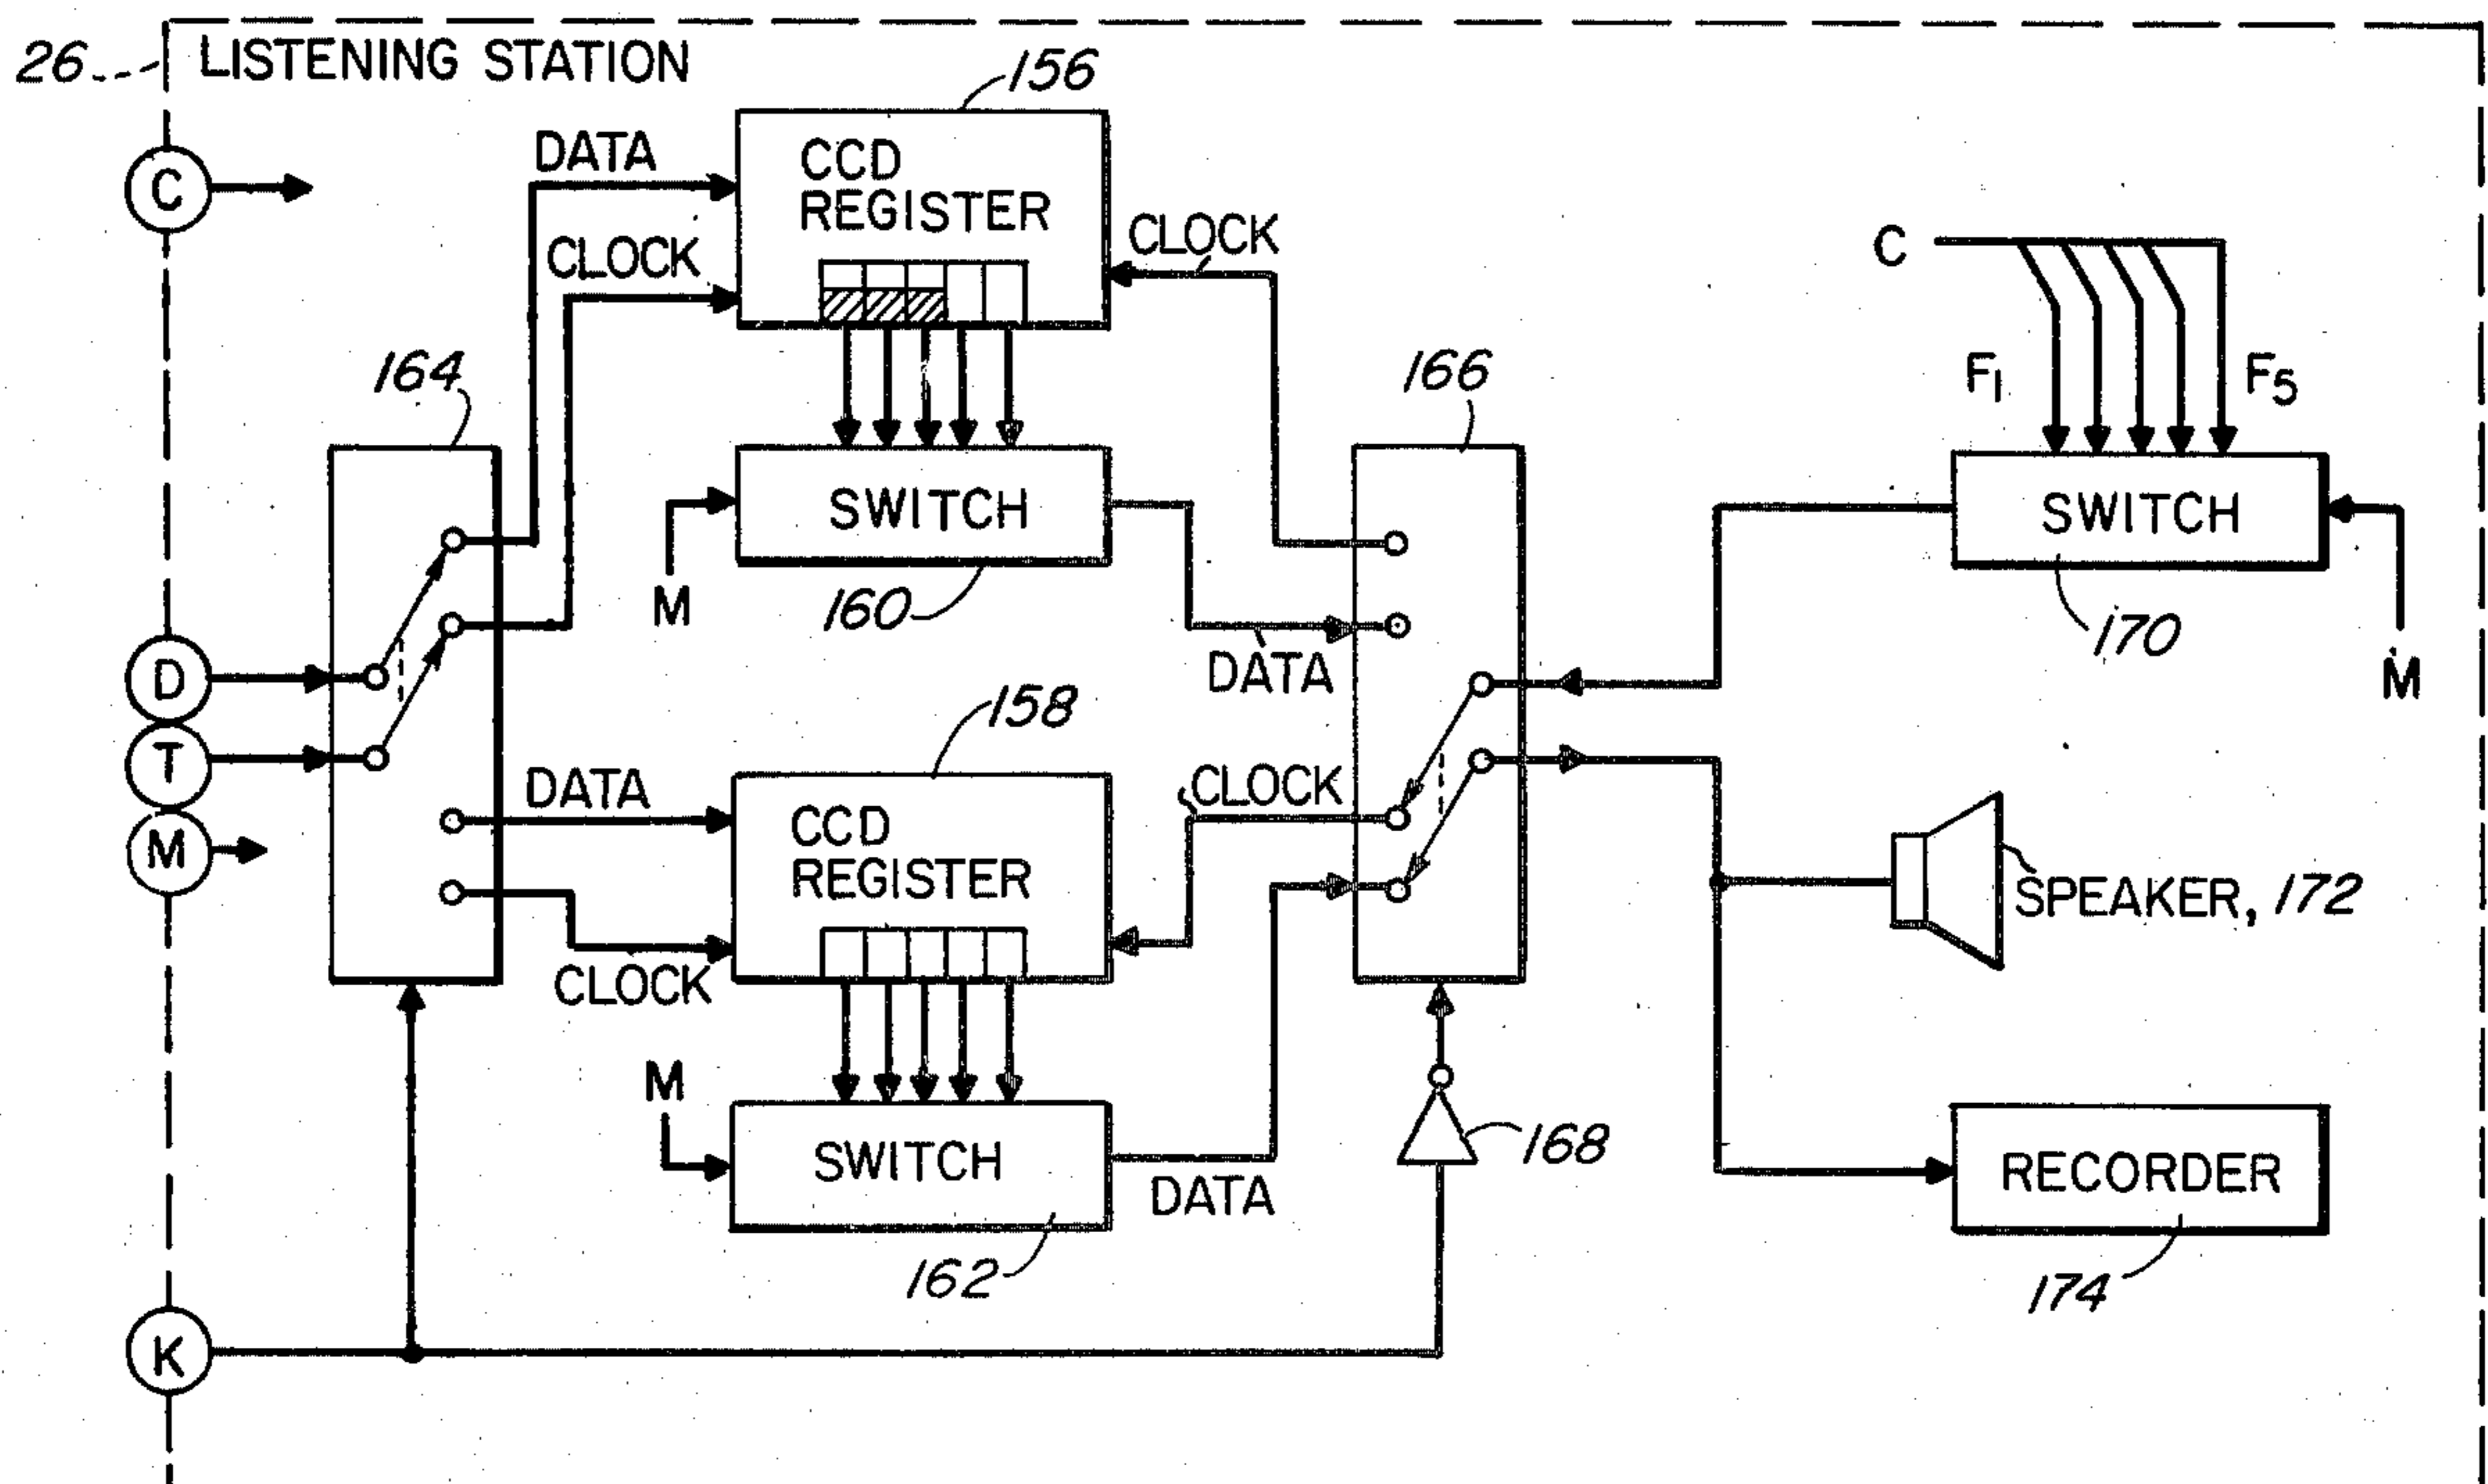 26 LISTENING STATION
156
C
DATA
CCD
REGISTER
CLOCK
CLOCK
C
164
166
F1
F5
SWITCH
SWITCH
M
160
170
D
DATA
M
158
T
DATA
CLOCK
M
CCD
REGISTER
SPEAKER, 172
CLOCK
M
SWITCH
168
DATA
RECORDER
162
174
K